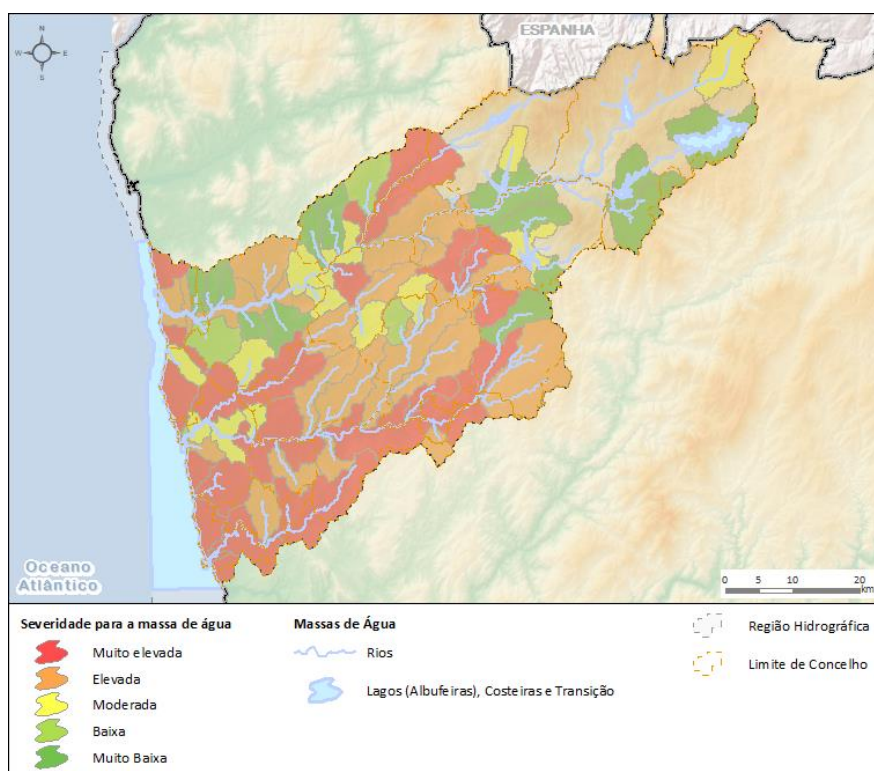 N
W E
S
ESPANHA
Oceano
Atlântico
0 5 10 20
km
Severidade para a massa de água
Muito elevada
Elevada
Moderada
Baixa
Muito Baixa
Massas de Água
Rios
Lagos (Albufeiras), Costeiras e Transição
Região Hidrográfica
Limite de Concelho